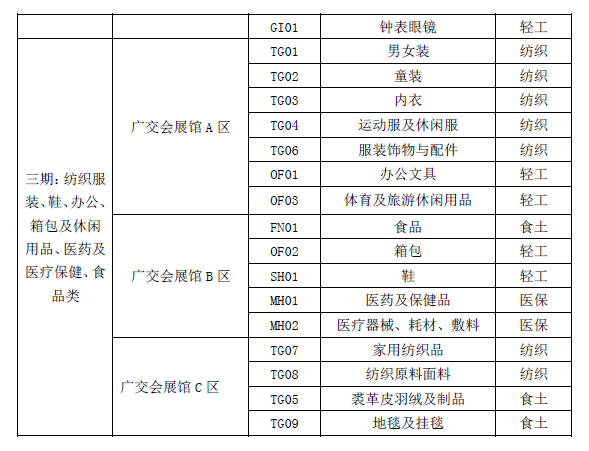 GI01 钟表眼镜 轻工
三期：纺织服
装、鞋、办公、
箱包及休闲
用品、医药及
医疗保健、食
品类
广交会展馆 A 区
TG01 男女装 纺织
TG02 童装 纺织
TG03 内衣 纺织
TG04 运动服及休闲服 纺织
TG06 服装饰物与配件 纺织
OF01 办公文具 轻工
OF03 体育及旅游休闲用品 轻工
广交会展馆 B 区
FN01 食品 食土
OF02 箱包 轻工
SH01 鞋 轻工
MH01 医药及保健品 医保
MH02 医疗器械、耗材、敷料 医保
广交会展馆 C 区
TG07 家用纺织品 纺织
TG08 纺织原料面料 纺织
TG05 裘革皮羽绒及制品 食土
TG09 地毯及挂毯 食土